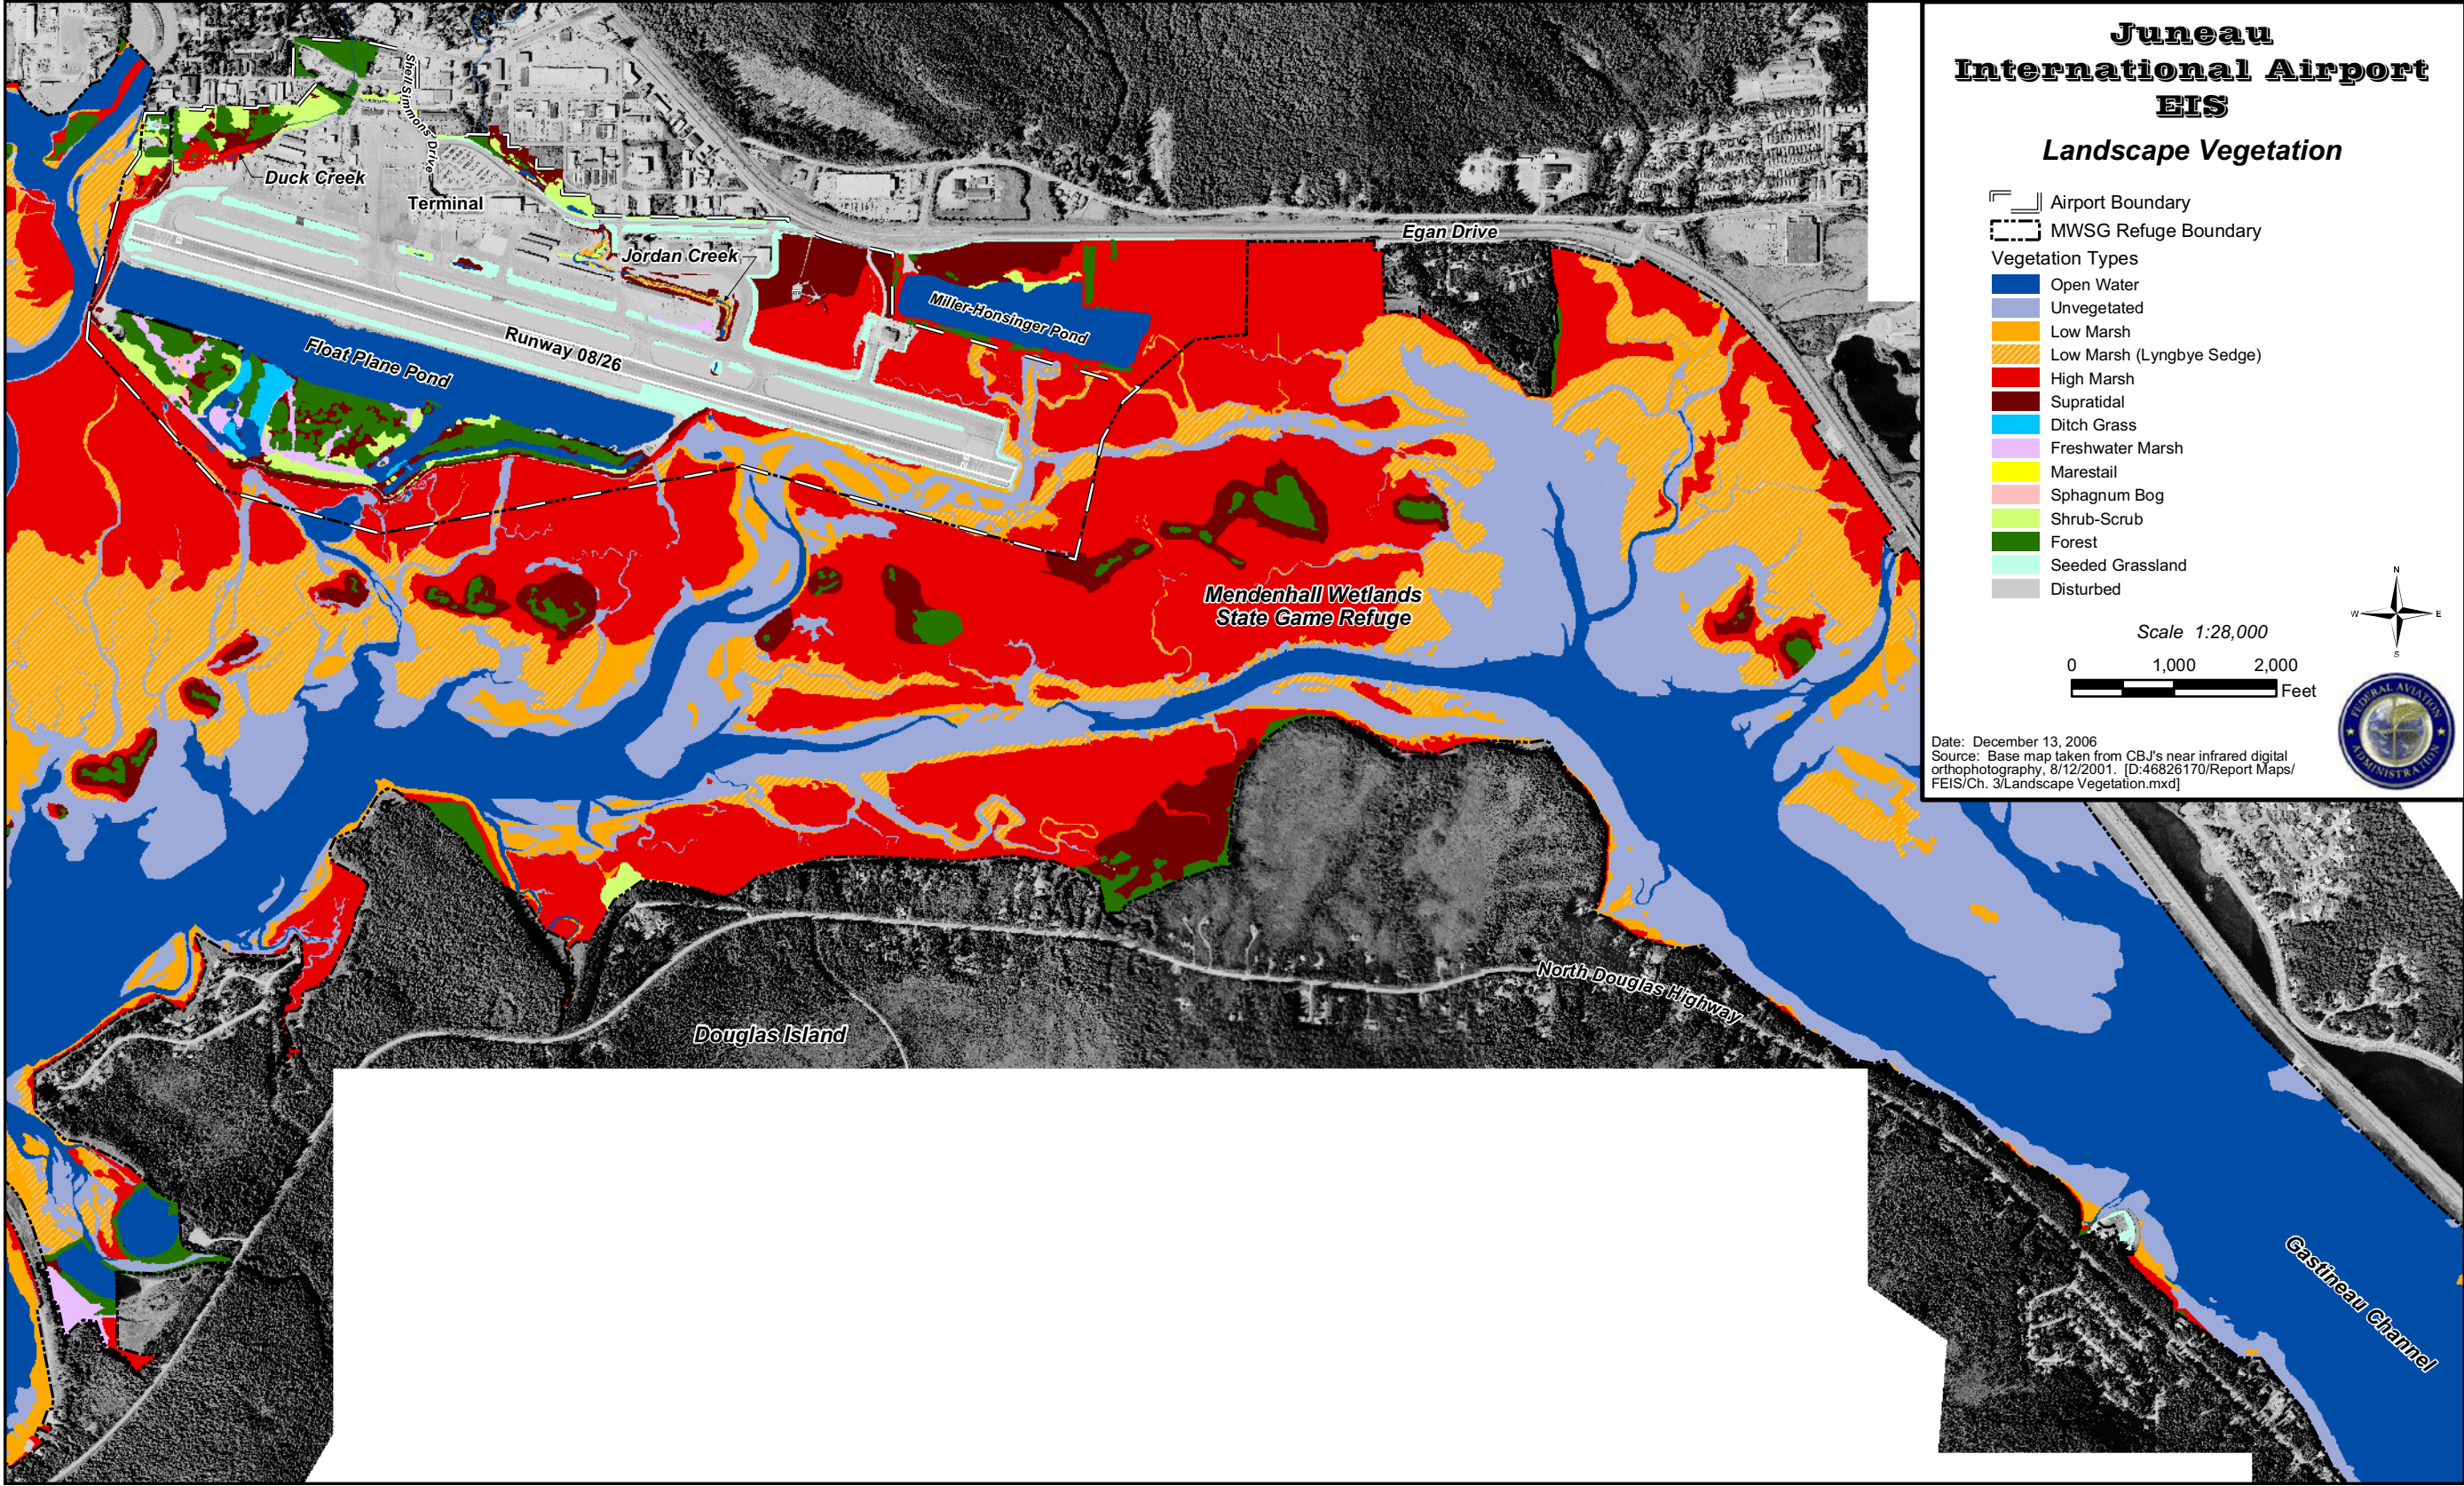 Juneau
International Airport
EIS
Landscape Vegetation
Airport Boundary
MWSG Refuge Boundary
Vegetation Types
Open Water
Unvegetated
Low Marsh
Low Marsh (Lyngbye Sedge)
High Marsh
Supratidal
Ditch Grass
Freshwater Marsh
Marestail
Sphagnum Bog
Shrub-Scrub
Forest
Seeded Grassland
Disturbed
N
W
E
S
Scale 1:28,000
0 1,000 2,000
Feet
FEDERAL AVIATION
ADMINISTRATION
Date: December 13, 2006
Source: Base map taken from CBJ's near infrared digital
orthophotography, 8/12/2001. [D:46826170/Report Maps/
FEIS/Ch. 3/Landscape Vegetation.mxd]
Shell Simmons Drive
Duck Creek
Terminal
Jordan Creek
Egan Drive
Miller-Honsinger Pond
Runway 08/26
Float Plane Pond
Mendenhall Wetlands
State Game Refuge
North Douglas Highway
Douglas Island
Gastineau Channel